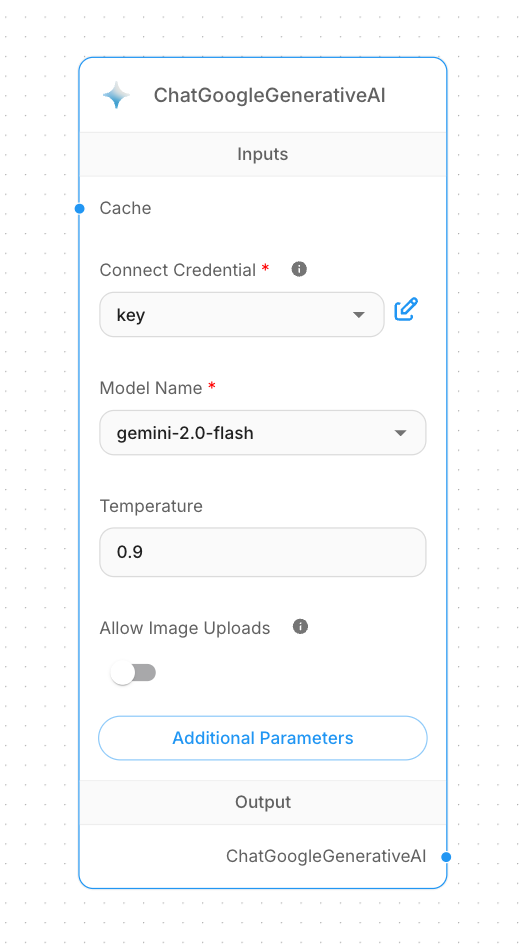 ChatGoogleGenerativeAI
Inputs
Cache
Connect Credential *
key
Model Name *
gemini-2.0-flash
Temperature
0.9
Allow Image Uploads
Additional Parameters
Output
ChatGoogleGenerativeAI